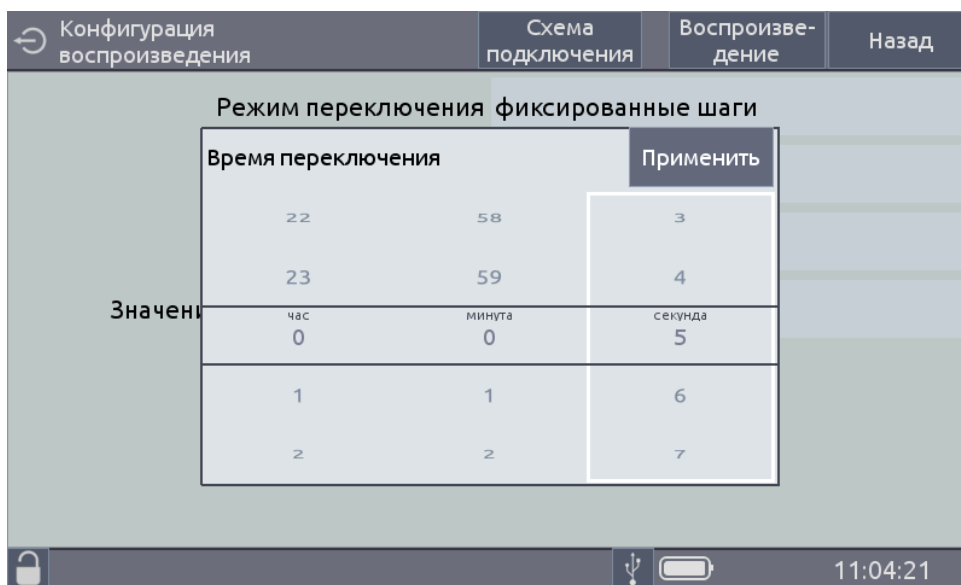 Конфигурация
воспроизведения
Схема
подключения
Воспроизве-
дение
Назад
Режим переключения фиксированные шаги
Время переключения
Применить
22 58 3
23 59 4
Значени
час минута секунда
0 0 5
1 1 6
2 2 7
11:04:21